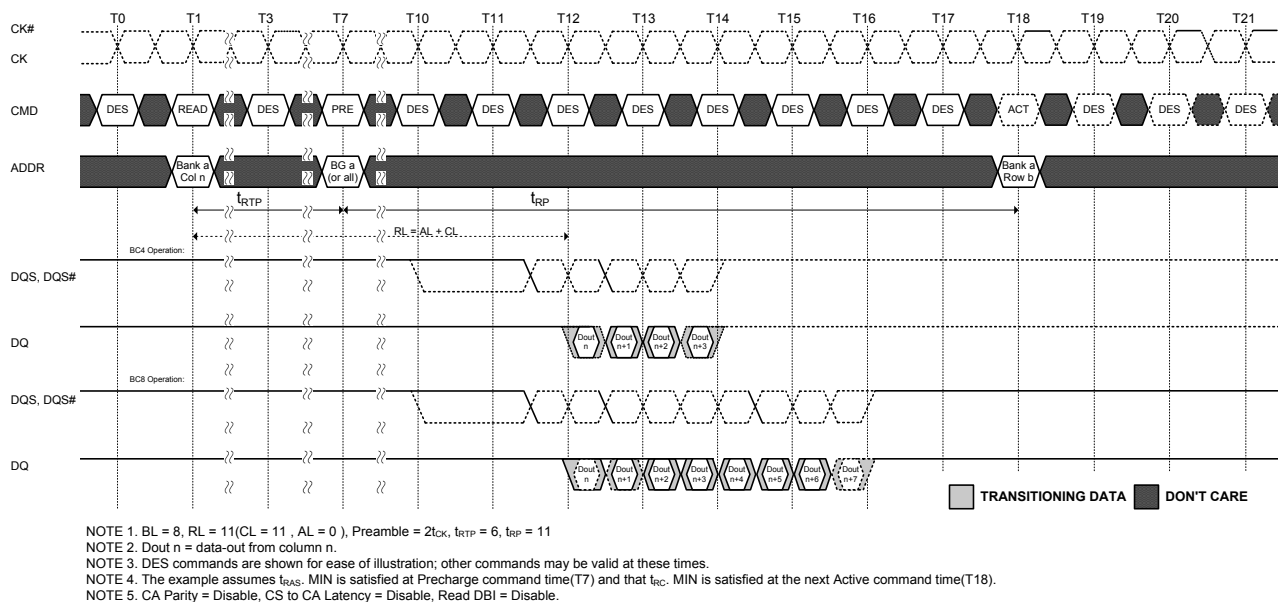 T0 T1 T3 T7 T10 T11 T12 T13 T14 T15 T16 T17 T18 T19 T20 T21
CK#
CK
CMD DES READ DES PRE DES DES DES DES DES DES DES DES ACT DES DES DES
ADDR Bank a Col n BG a (or all) Bank a Row b
tRTP tRP
RL = AL + CL
BC4 Operation:
DQS, DQS#
DQ Dout n Dout n+1 Dout n+2 Dout n+3
BC8 Operation:
DQS, DQS#
DQ Dout n Dout n+1 Dout n+2 Dout n+3 Dout n+4 Dout n+5 Dout n+6 Dout n+7
TRANSITIONING DATA DON'T CARE
NOTE 1. BL = 8, RL = 11(CL = 11 , AL = 0 ), Preamble = 2tCK, tRTP = 6, tRP = 11
NOTE 2. Dout n = data-out from column n.
NOTE 3. DES commands are shown for ease of illustration; other commands may be valid at these times.
NOTE 4. The example assumes tRAS. MIN is satisfied at Precharge command time(T7) and that tRC. MIN is satisfied at the next Active command time(T18).
NOTE 5. CA Parity = Disable, CS to CA Latency = Disable, Read DBI = Disable.